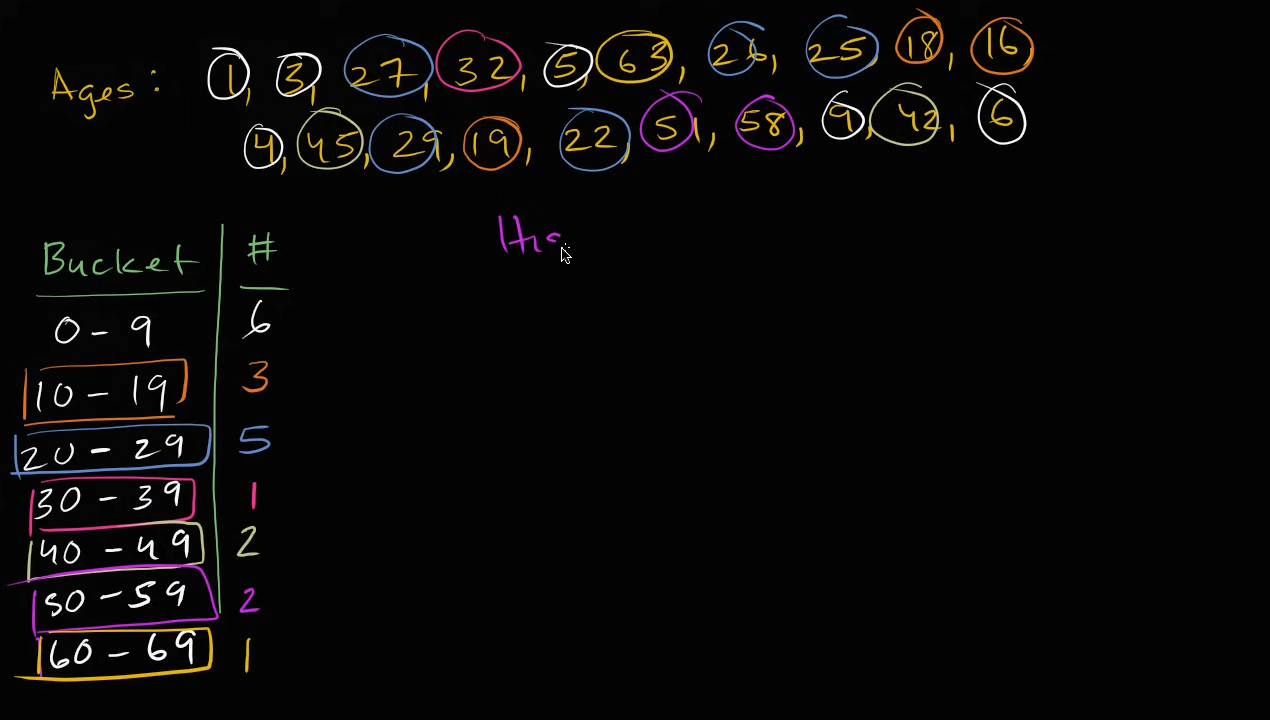 Ages: 1, 3, 27, 32, 5, 63, 26, 25, 18, 16,
4, 45, 29, 19, 22, 51, 58, 9, 42, 6
Bucket #
0 - 9 6
10 - 19 3
20 - 29 5
30 - 39 1
40 - 49 2
50 - 59 2
60 - 69 1